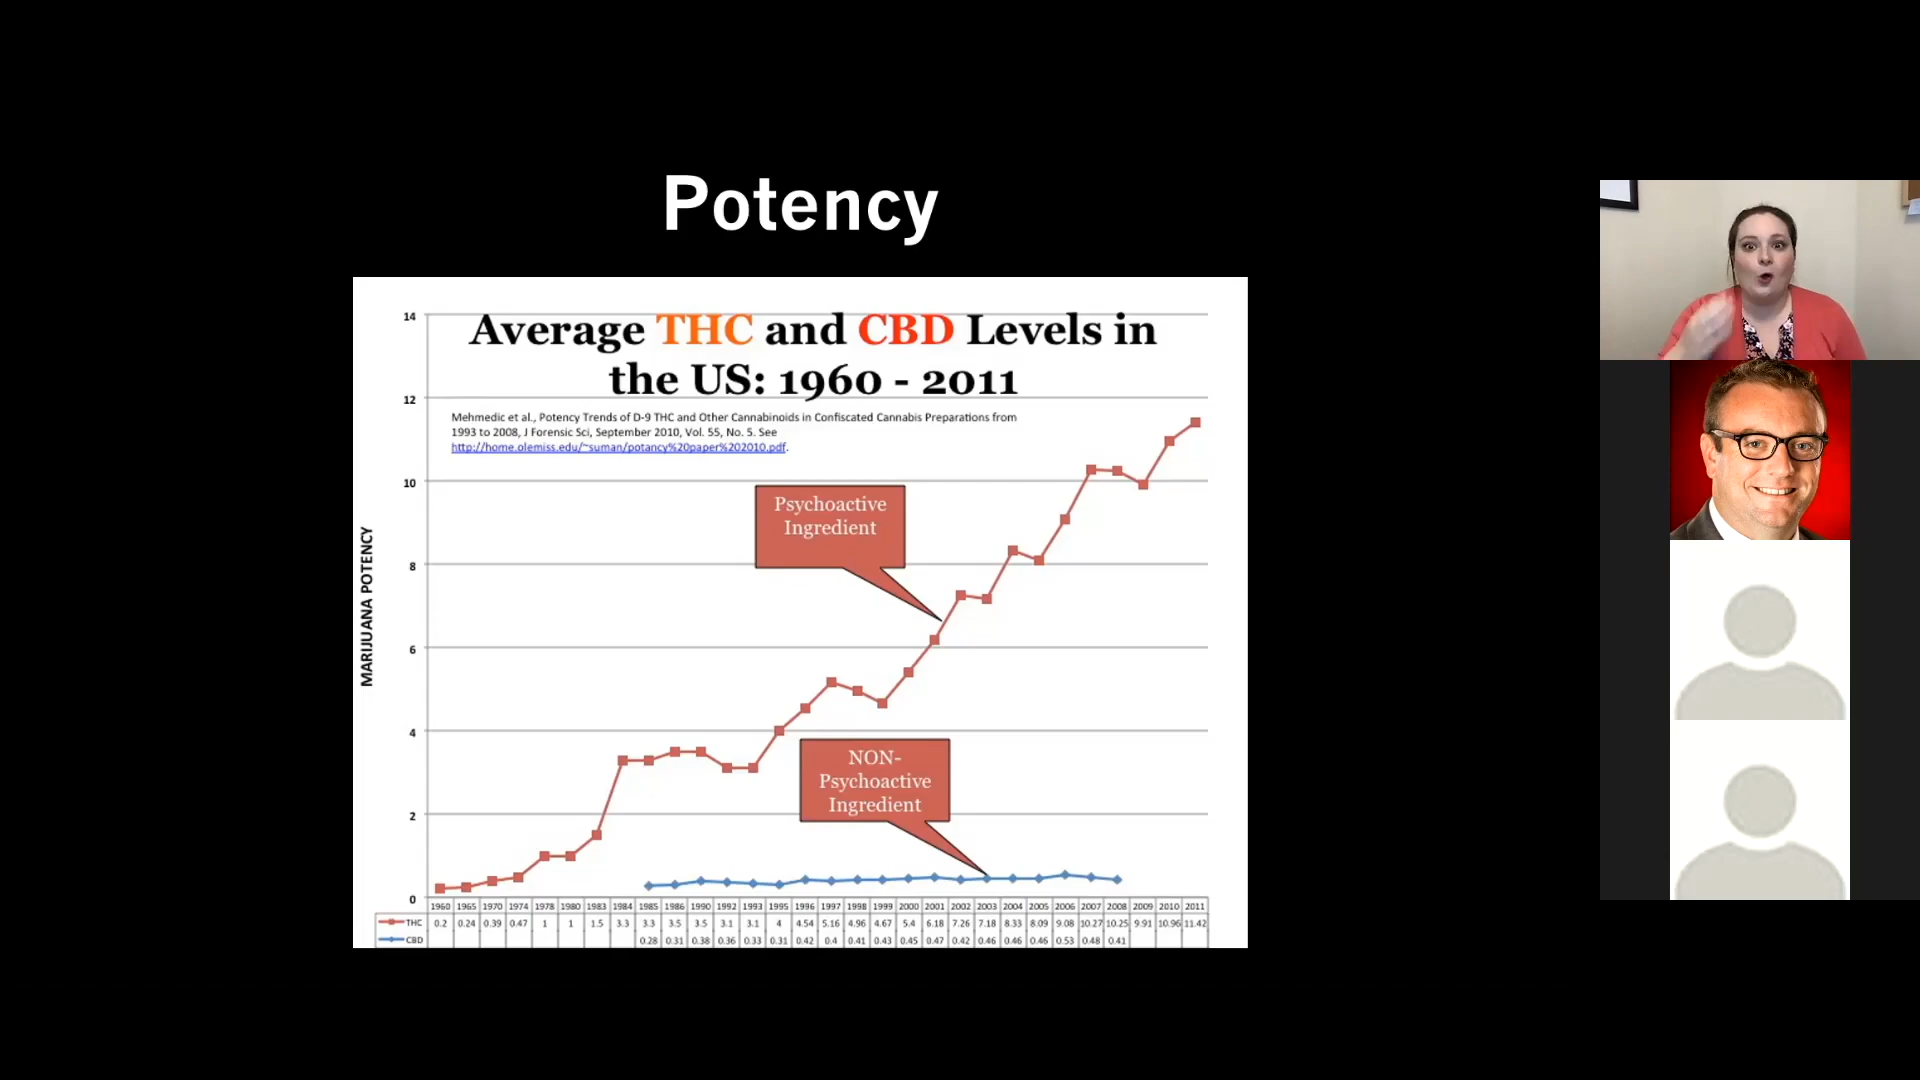 Potency
Average THC and CBD Levels in
the US: 1960 - 2011
Mehmedic et al., Potency Trends of D-9 THC and Other Cannabinoids in Confiscated Cannabis Preparations from
1993 to 2008, J Forensic Sci, September 2010, Vol. 55, No. 5. See
http://home.olemiss.edu/~suman/potancy%20paper%202010.pdf.
MARIJUANA POTENCY
14
12
10
8
6
4
2
0
Psychoactive
Ingredient
NON-
Psychoactive
Ingredient
1960 1965 1970 1974 1978 1980 1983 1984 1985 1986 1990 1992 1993 1995 1996 1997 1998 1999 2000 2001 2002 2003 2004 2005 2006 2007 2008 2009 2010 2011
THC 0.2 0.24 0.39 0.47 1 1 1.5 3.3 3.3 3.5 3.5 3.1 3.1 4 4.54 5.16 4.96 4.67 5.4 6.18 7.26 7.18 8.33 8.09 9.08 10.27 10.25 9.91 10.96 11.42
CBD 0.28 0.31 0.38 0.36 0.33 0.31 0.42 0.4 0.41 0.43 0.45 0.47 0.42 0.46 0.46 0.46 0.53 0.48 0.41